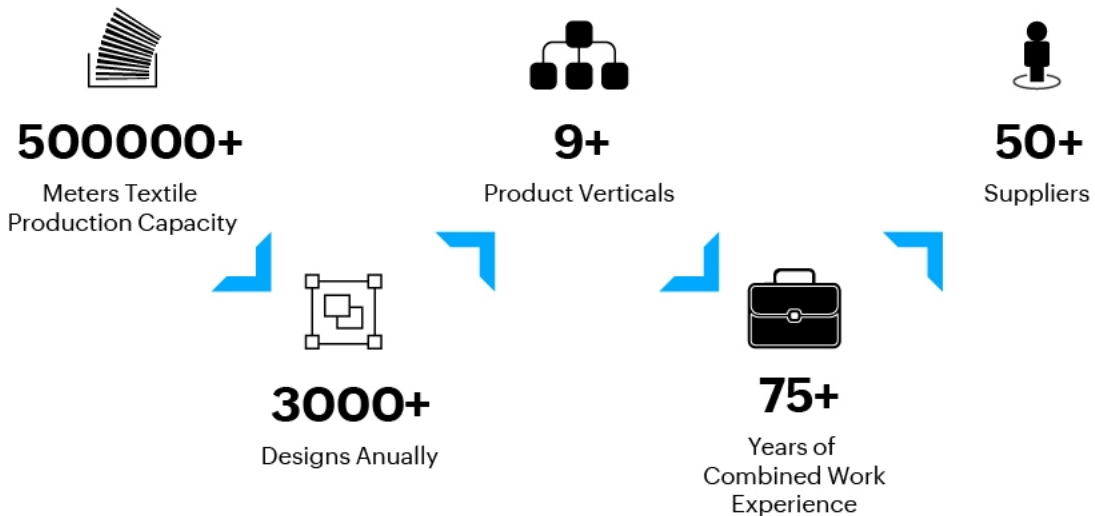 500000+
Meters Textile
Production Capacity
9+
Product Verticals
50+
Suppliers
3000+
Designs Anually
75+
Years of
Combined Work
Experience